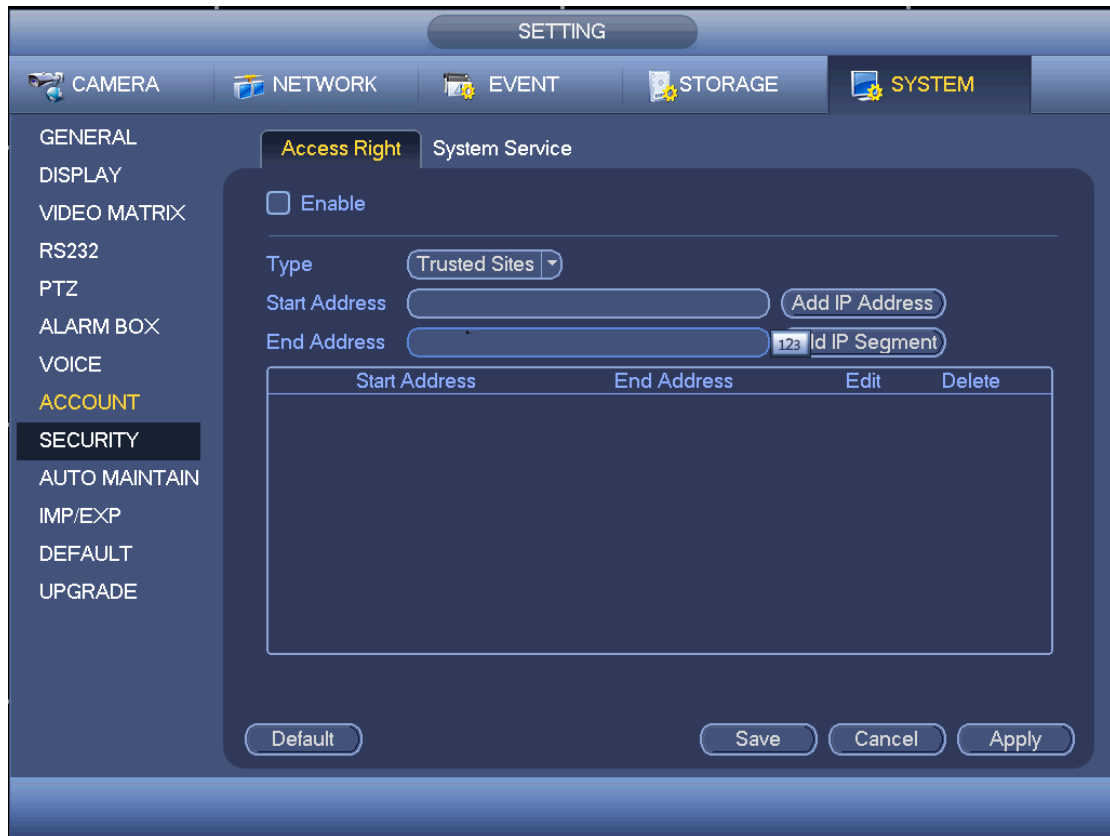 SETTING
CAMERA NETWORK EVENT STORAGE SYSTEM
GENERAL
DISPLAY
VIDEO MATRIX
RS232
PTZ
ALARM BOX
VOICE
ACCOUNT
SECURITY
AUTO MAINTAIN
IMP/EXP
DEFAULT
UPGRADE
Access Right System Service
Enable
Type Trusted Sites
Start Address Add IP Address
End Address 123 ld IP Segment
Start Address End Address Edit Delete
Default Save Cancel Apply